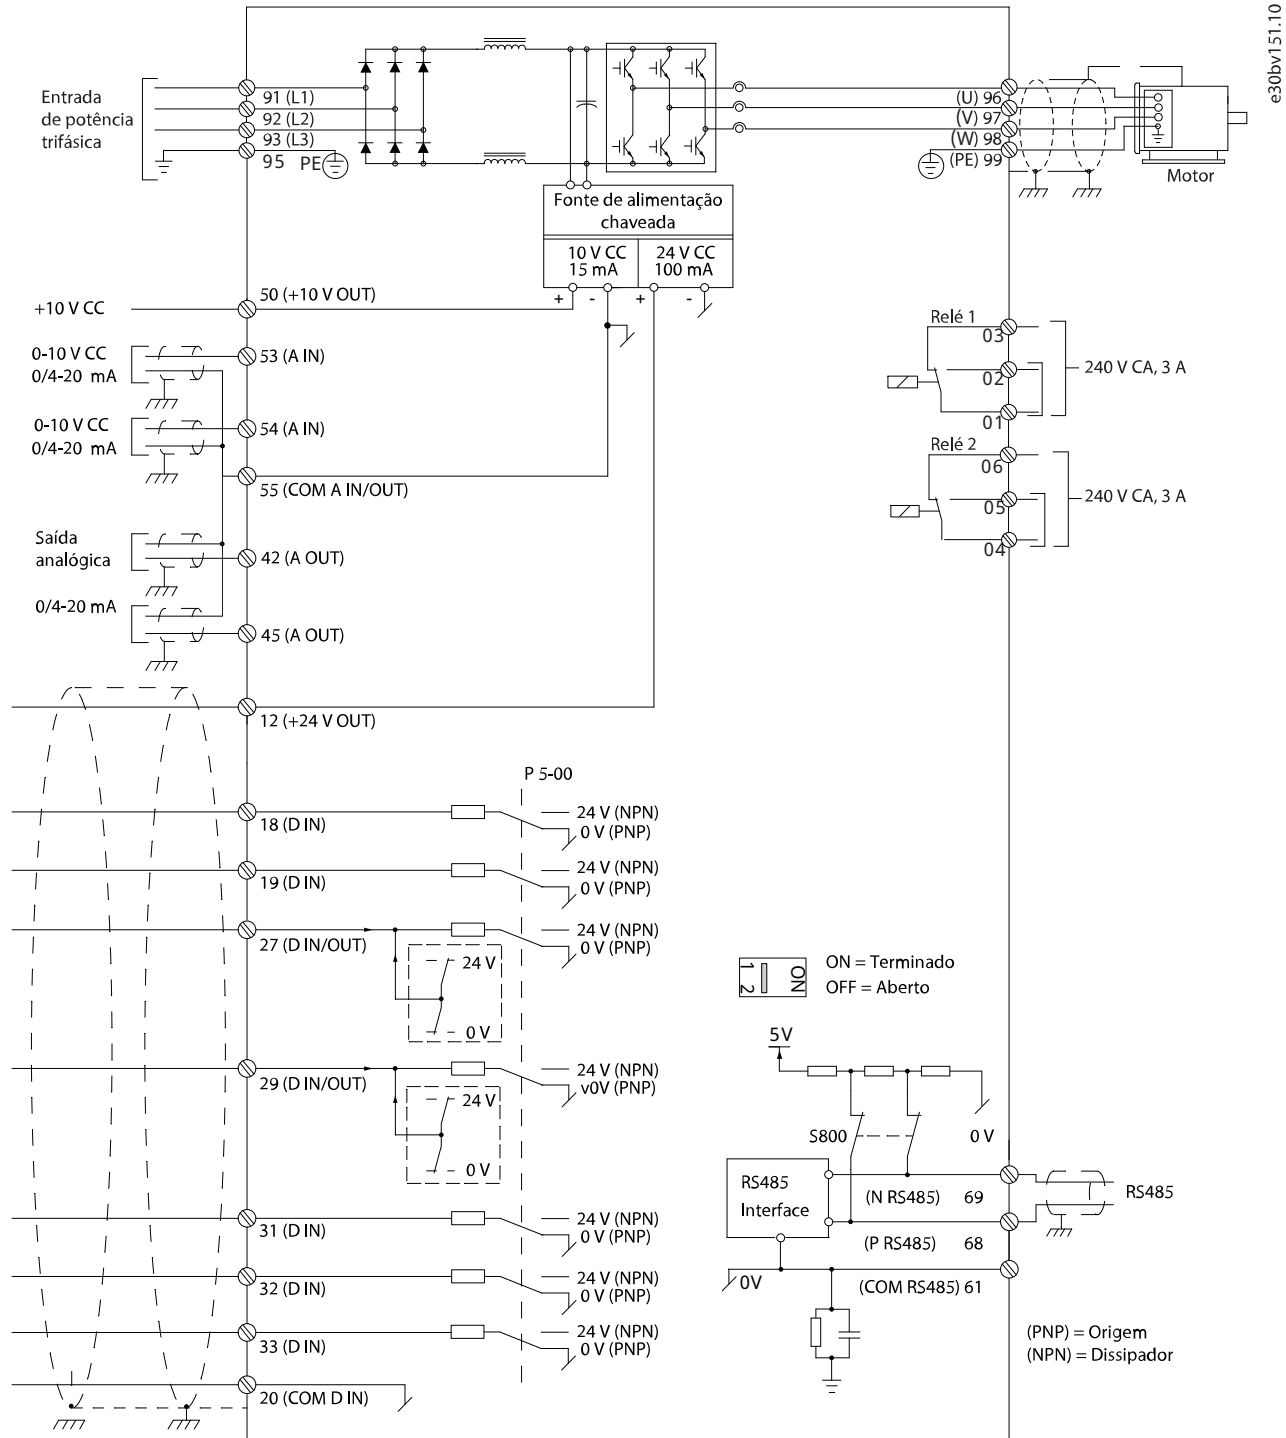 e30bv151.10
Entrada
de potência
trifásica
91 (L1)
92 (L2)
93 (L3)
95 PE
(U) 96
(V) 97
(W) 98
(PE) 99
Motor
Fonte de alimentação
chaveada
10 V CC
15 mA
24 V CC
100 mA
+ - + -
+10 V CC
50 (+10 V OUT)
0-10 V CC
0/4-20 mA
53 (A IN)
0-10 V CC
0/4-20 mA
54 (A IN)
55 (COM A IN/OUT)
Saída
analógica
42 (A OUT)
0/4-20 mA
45 (A OUT)
12 (+24 V OUT)
Relé 1
03
02
01
240 V CA, 3 A
Relé 2
06
05
04
240 V CA, 3 A
P 5-00
18 (D IN)
24 V (NPN)
0 V (PNP)
19 (D IN)
24 V (NPN)
0 V (PNP)
27 (D IN/OUT)
24 V (NPN)
0 V (PNP)
24 V
0 V
29 (D IN/OUT)
24 V (NPN)
v0V (PNP)
24 V
0 V
31 (D IN)
24 V (NPN)
0 V (PNP)
32 (D IN)
24 V (NPN)
0 V (PNP)
33 (D IN)
24 V (NPN)
0 V (PNP)
20 (COM D IN)
1 2 ON
ON = Terminado
OFF = Aberto
5V
S800
0 V
RS485
Interface
(N RS485) 69
RS485
(P RS485) 68
0V
(COM RS485) 61
(PNP) = Origem
(NPN) = Dissipador